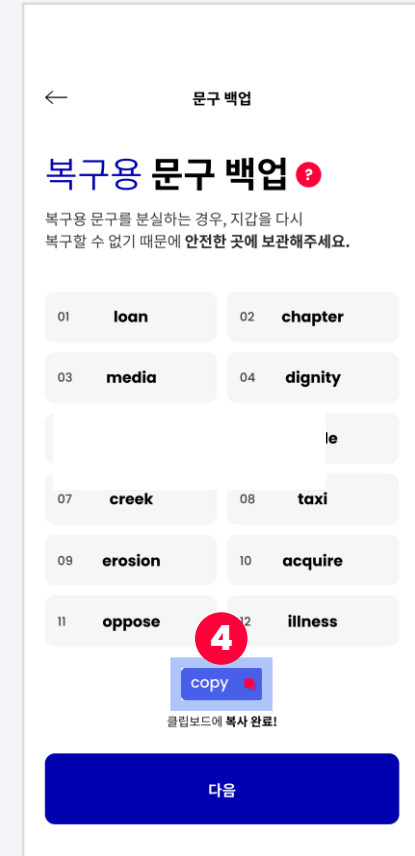 문구 백업
복구용 문구 백업 ?
복구용 문구를 분실하는 경우, 지갑을 다시
복구할 수 없기 때문에 안전한 곳에 보관해주세요.
01 loan 02 chapter
03 media 04 dignity
le
07 creek 08 taxi
09 erosion 10 acquire
11 oppose 12 illness
4
copy
클립보드에 복사 완료!
다음